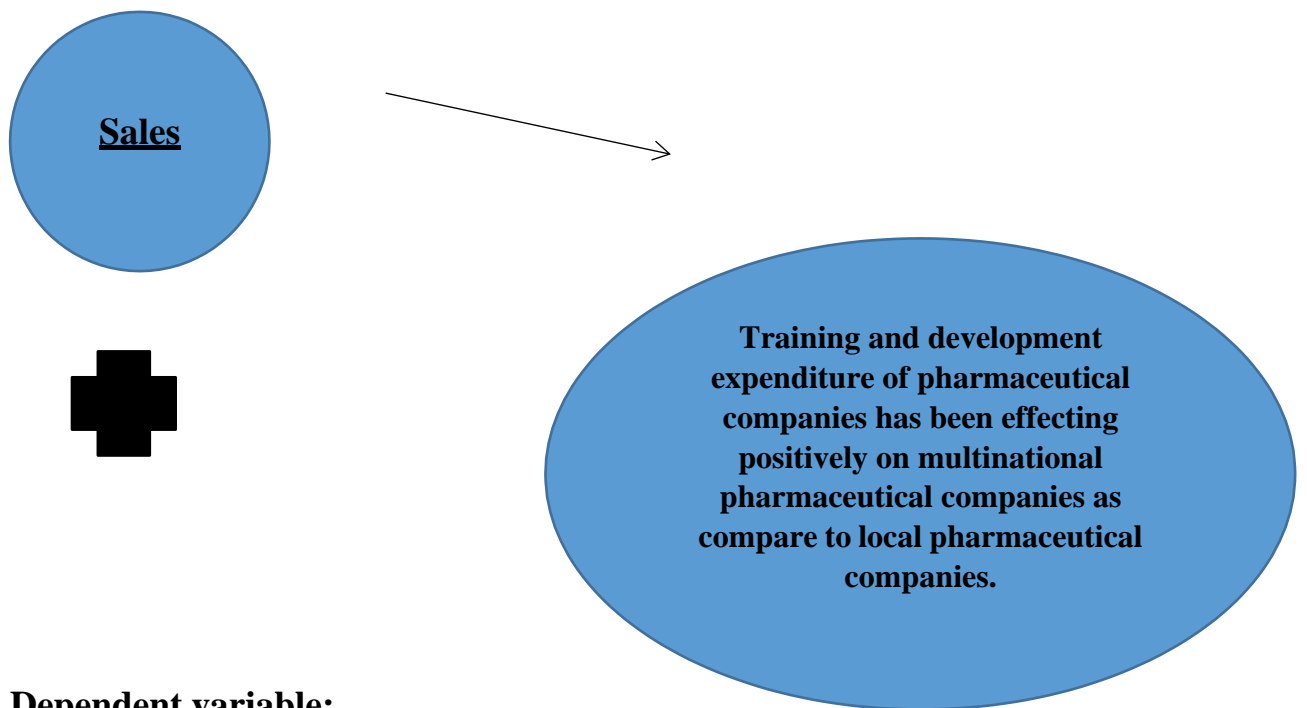 Sales
Training and development
expenditure of pharmaceutical
companies has been effecting
positively on multinational
pharmaceutical companies as
compare to local pharmaceutical
companies.
Dependent variable: